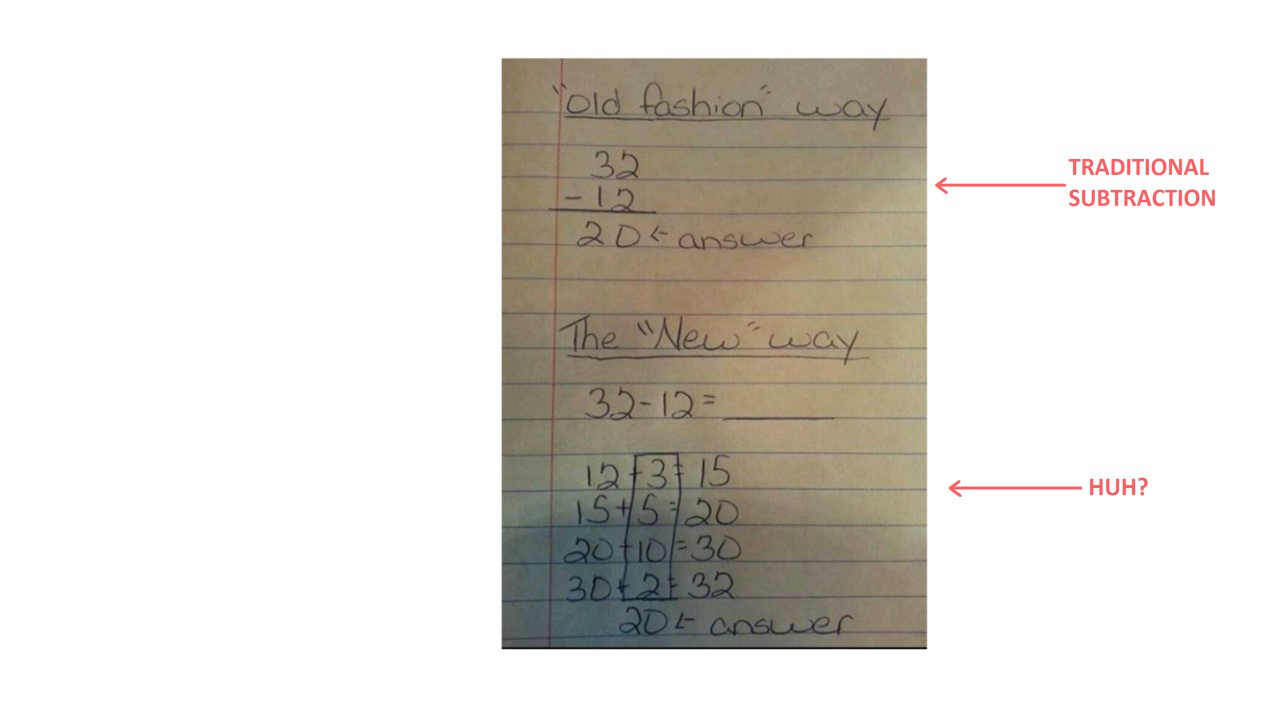 "Old fashion" way
32
-12
20 ← answer
TRADITIONAL
SUBTRACTION
The "New" way
32-12= ______
12+3=15
15+5=20
20+10=30
30+2=32
20 ← answer
HUH?